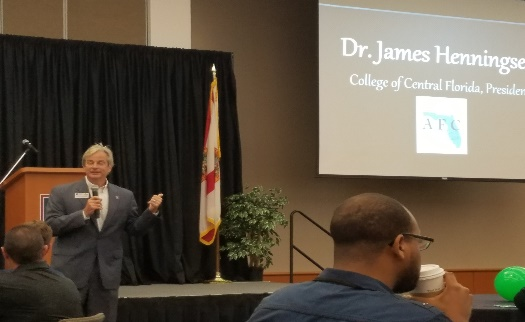 Dr. James Henningse
College of Central Florida, Presiden
AFC